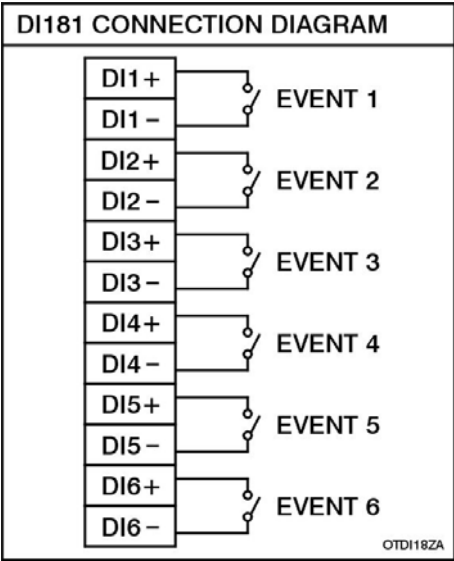 DI181 CONNECTION DIAGRAM
DI1+
EVENT 1
DI1−
DI2+
EVENT 2
DI2−
DI3+
EVENT 3
DI3−
DI4+
EVENT 4
DI4−
DI5+
EVENT 5
DI5−
DI6+
EVENT 6
DI6−
OTDI18ZA